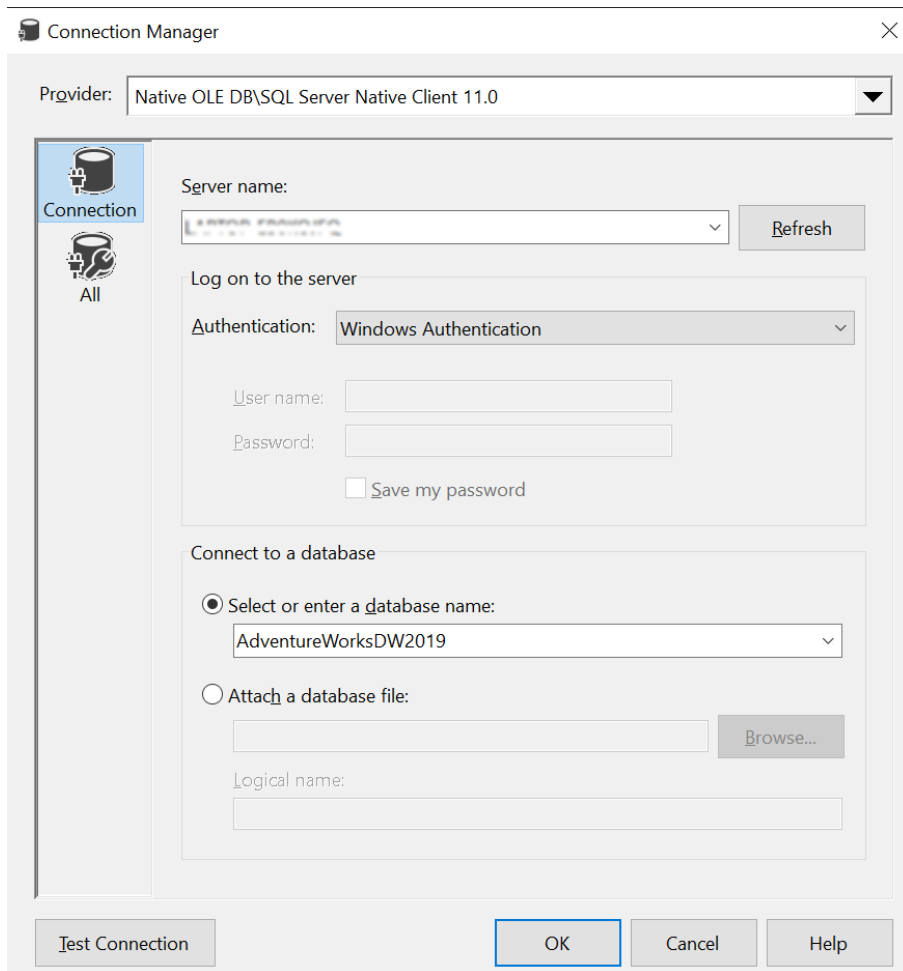 Connection Manager
Provider: Native OLE DB\SQL Server Native Client 11.0
Connection
All
Server name:
Refresh
Log on to the server
Authentication: Windows Authentication
User name:
Password:
Save my password
Connect to a database
Select or enter a database name:
AdventureWorksDW2019
Attach a database file:
Browse...
Logical name:
Test Connection OK Cancel Help